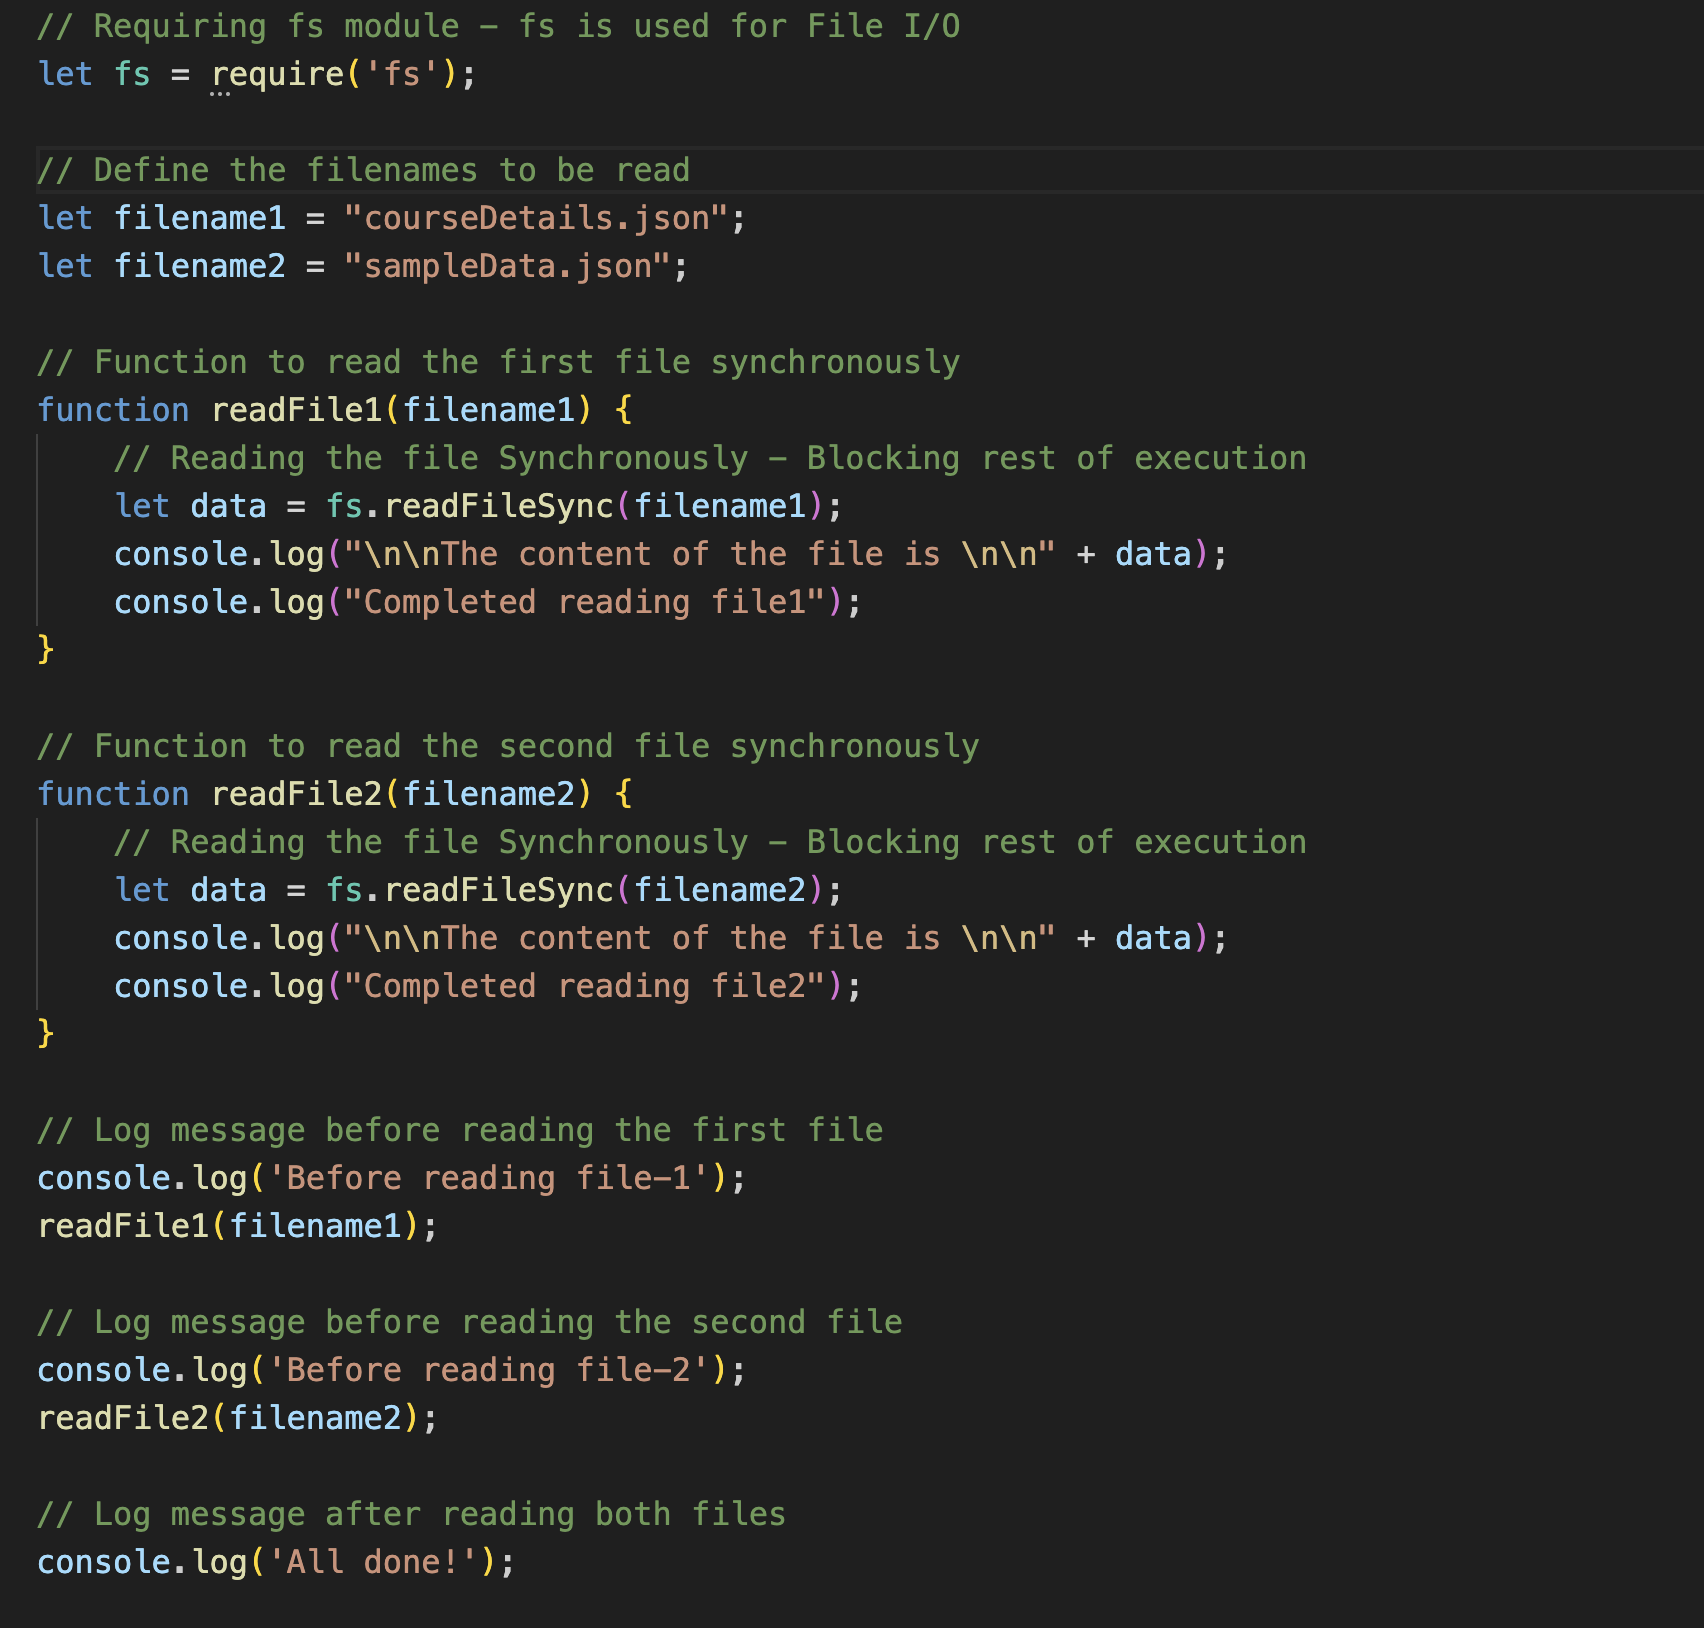 // Requiring fs module – fs is used for File I/O
let fs = require('fs');
// Define the filenames to be read
let filename1 = "courseDetails.json";
let filename2 = "sampleData.json";
// Function to read the first file synchronously
function readFile1(filename1) {
    // Reading the file Synchronously – Blocking rest of execution
    let data = fs.readFileSync(filename1);
    console.log("\n\nThe content of the file is \n\n" + data);
    console.log("Completed reading file1");
}
// Function to read the second file synchronously
function readFile2(filename2) {
    // Reading the file Synchronously – Blocking rest of execution
    let data = fs.readFileSync(filename2);
    console.log("\n\nThe content of the file is \n\n" + data);
    console.log("Completed reading file2");
}
// Log message before reading the first file
console.log('Before reading file-1');
readFile1(filename1);
// Log message before reading the second file
console.log('Before reading file-2');
readFile2(filename2);
// Log message after reading both files
console.log('All done!');